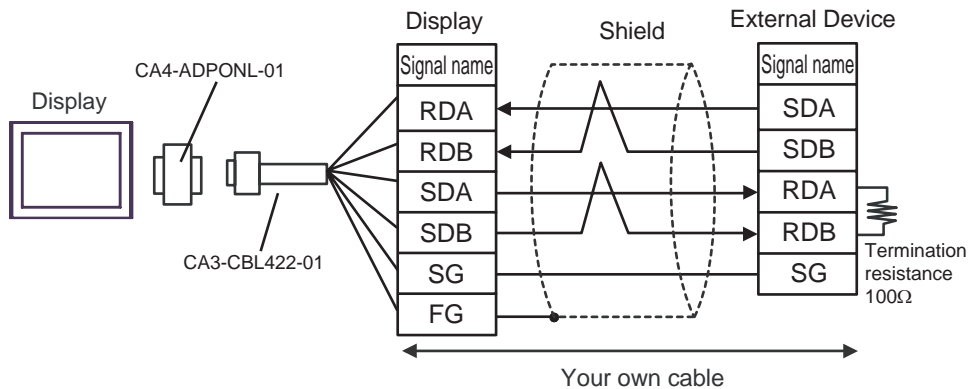 Display
Shield
External Device
CA4-ADPONL-01
Display
CA3-CBL422-01
Signal name
RDA
RDB
SDA
SDB
SG
FG
Signal name
SDA
SDB
RDA
RDB
SG
Termination
resistance
100Ω
Your own cable